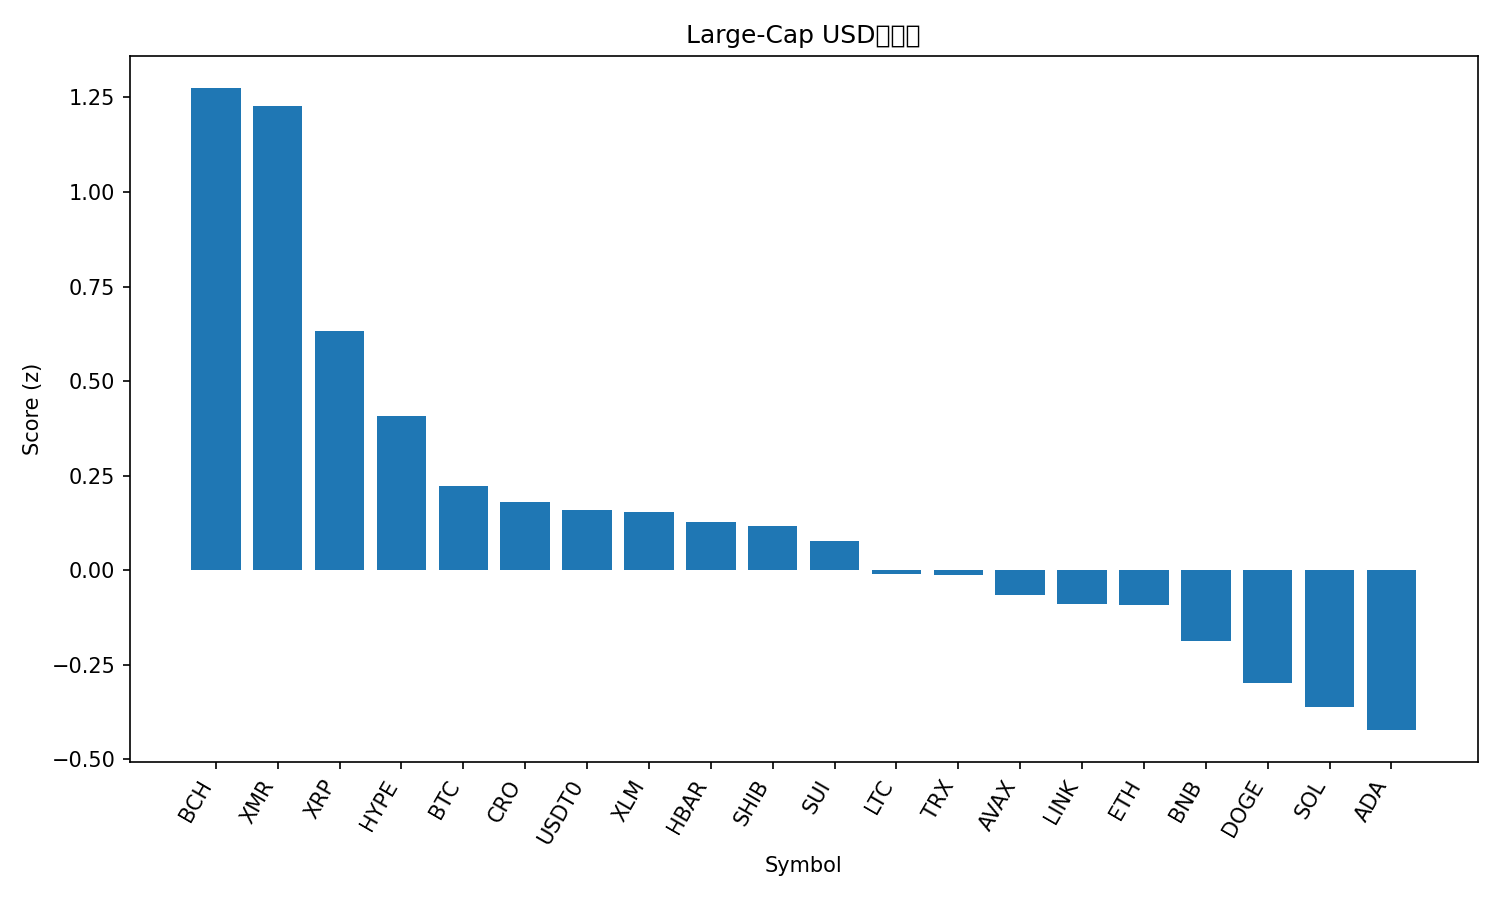 Large-Cap USD
Score (z)
1.25
1.00
0.75
0.50
0.25
0.00
−0.25
−0.50
BCH
XMR
XRP
HYPE
BTC
CRO
USDT0
XLM
HBAR
SHIB
SUI
LTC
TRX
AVAX
LINK
ETH
BNB
DOGE
SOL
ADA
Symbol